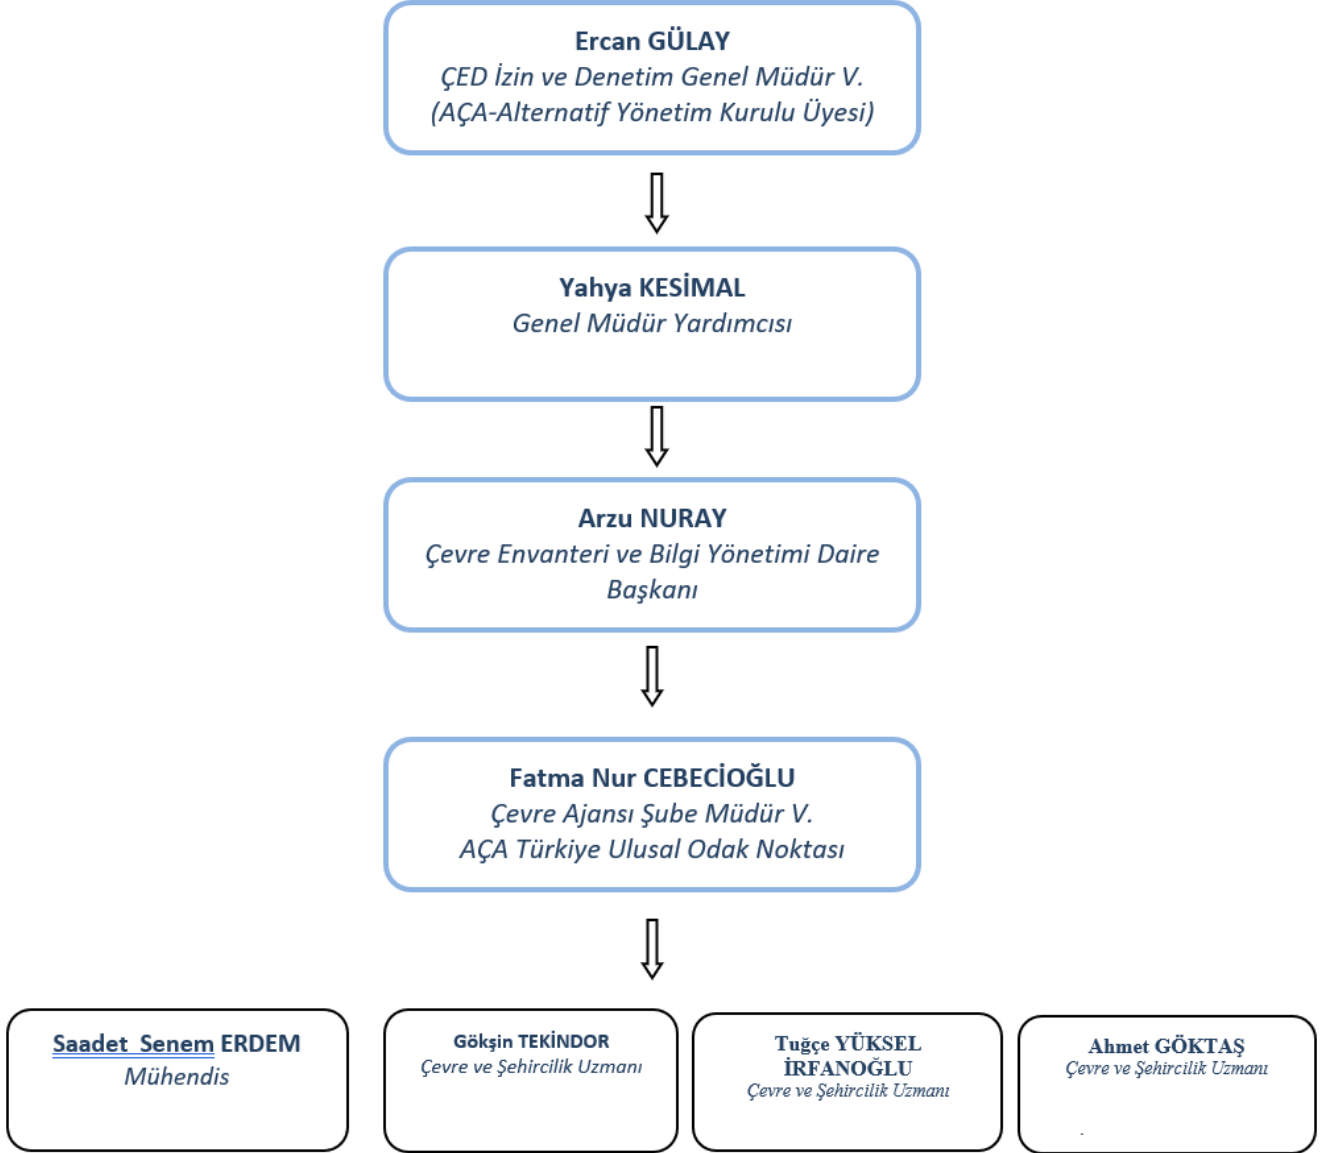 Ercan GÜLAY
ÇED İzin ve Denetim Genel Müdür V.
(AÇA-Alternatif Yönetim Kurulu Üyesi)
Yahya KESİMAL
Genel Müdür Yardımcısı
Arzu NURAY
Çevre Envanteri ve Bilgi Yönetimi Daire
Başkanı
Fatma Nur CEBECİOĞLU
Çevre Ajansı Şube Müdür V.
AÇA Türkiye Ulusal Odak Noktası
Saadet Senem ERDEM
Mühendis
Gökşin TEKİNDOR
Çevre ve Şehircilik Uzmanı
Tuğçe YÜKSEL
İRFANOĞLU
Çevre ve Şehircilik Uzmanı
Ahmet GÖKTAŞ
Çevre ve Şehircilik Uzmanı
.